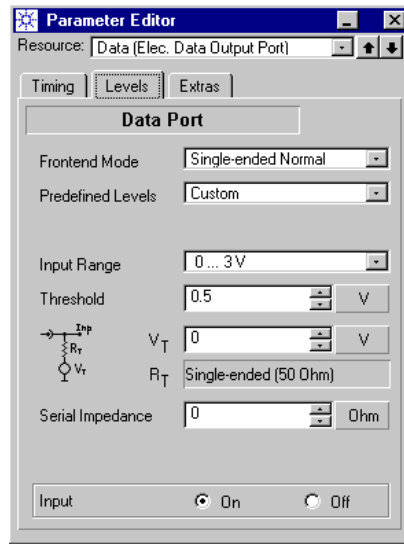 Parameter Editor
Resource: Data (Elec. Data Output Port)
Timing Levels Extras
Data Port
Frontend Mode Single-ended Normal
Predefined Levels Custom
Input Range 0 ... 3 V
Threshold 0.5 V
Inp
RT
VT
VT 0 V
RT Single-ended (50 Ohm)
Serial Impedance 0 Ohm
Input On Off